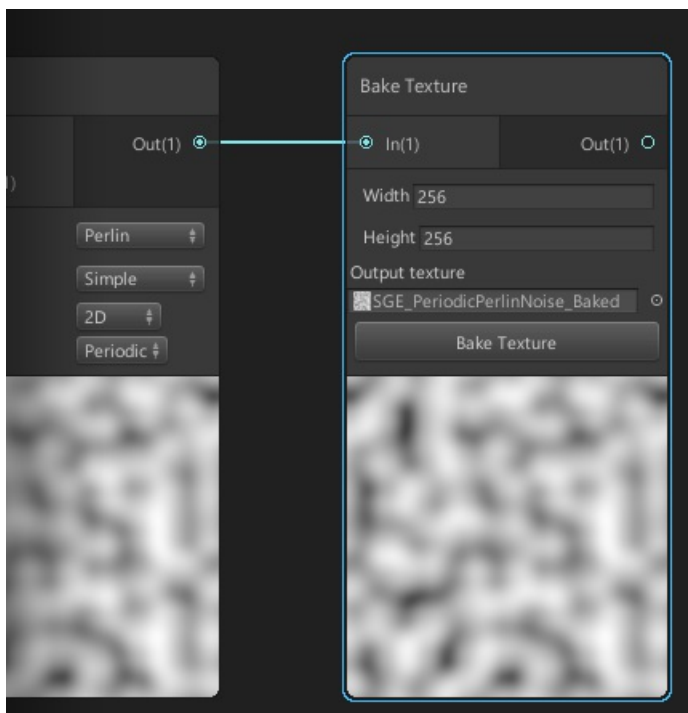 Out(1)
1)
Perlin
Simple
2D
Periodic
Bake Texture
In(1) Out(1)
Width 256
Height 256
Output texture
SGE_PeriodicPerlinNoise_Baked
Bake Texture